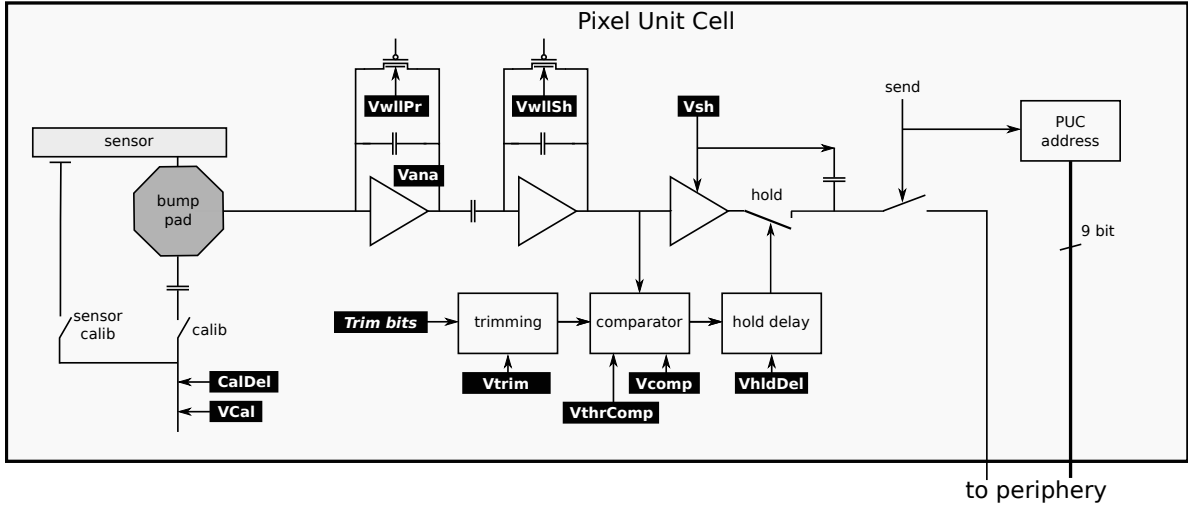 Pixel Unit Cell
VwllPr
VwllSh
Vsh
send
PUC
address
sensor
Vana
bump
pad
hold
9 bit
sensor
calib
calib
Trim bits
trimming
comparator
hold delay
CalDel
VCal
Vtrim
Vcomp
VhldDel
VthrComp
to periphery